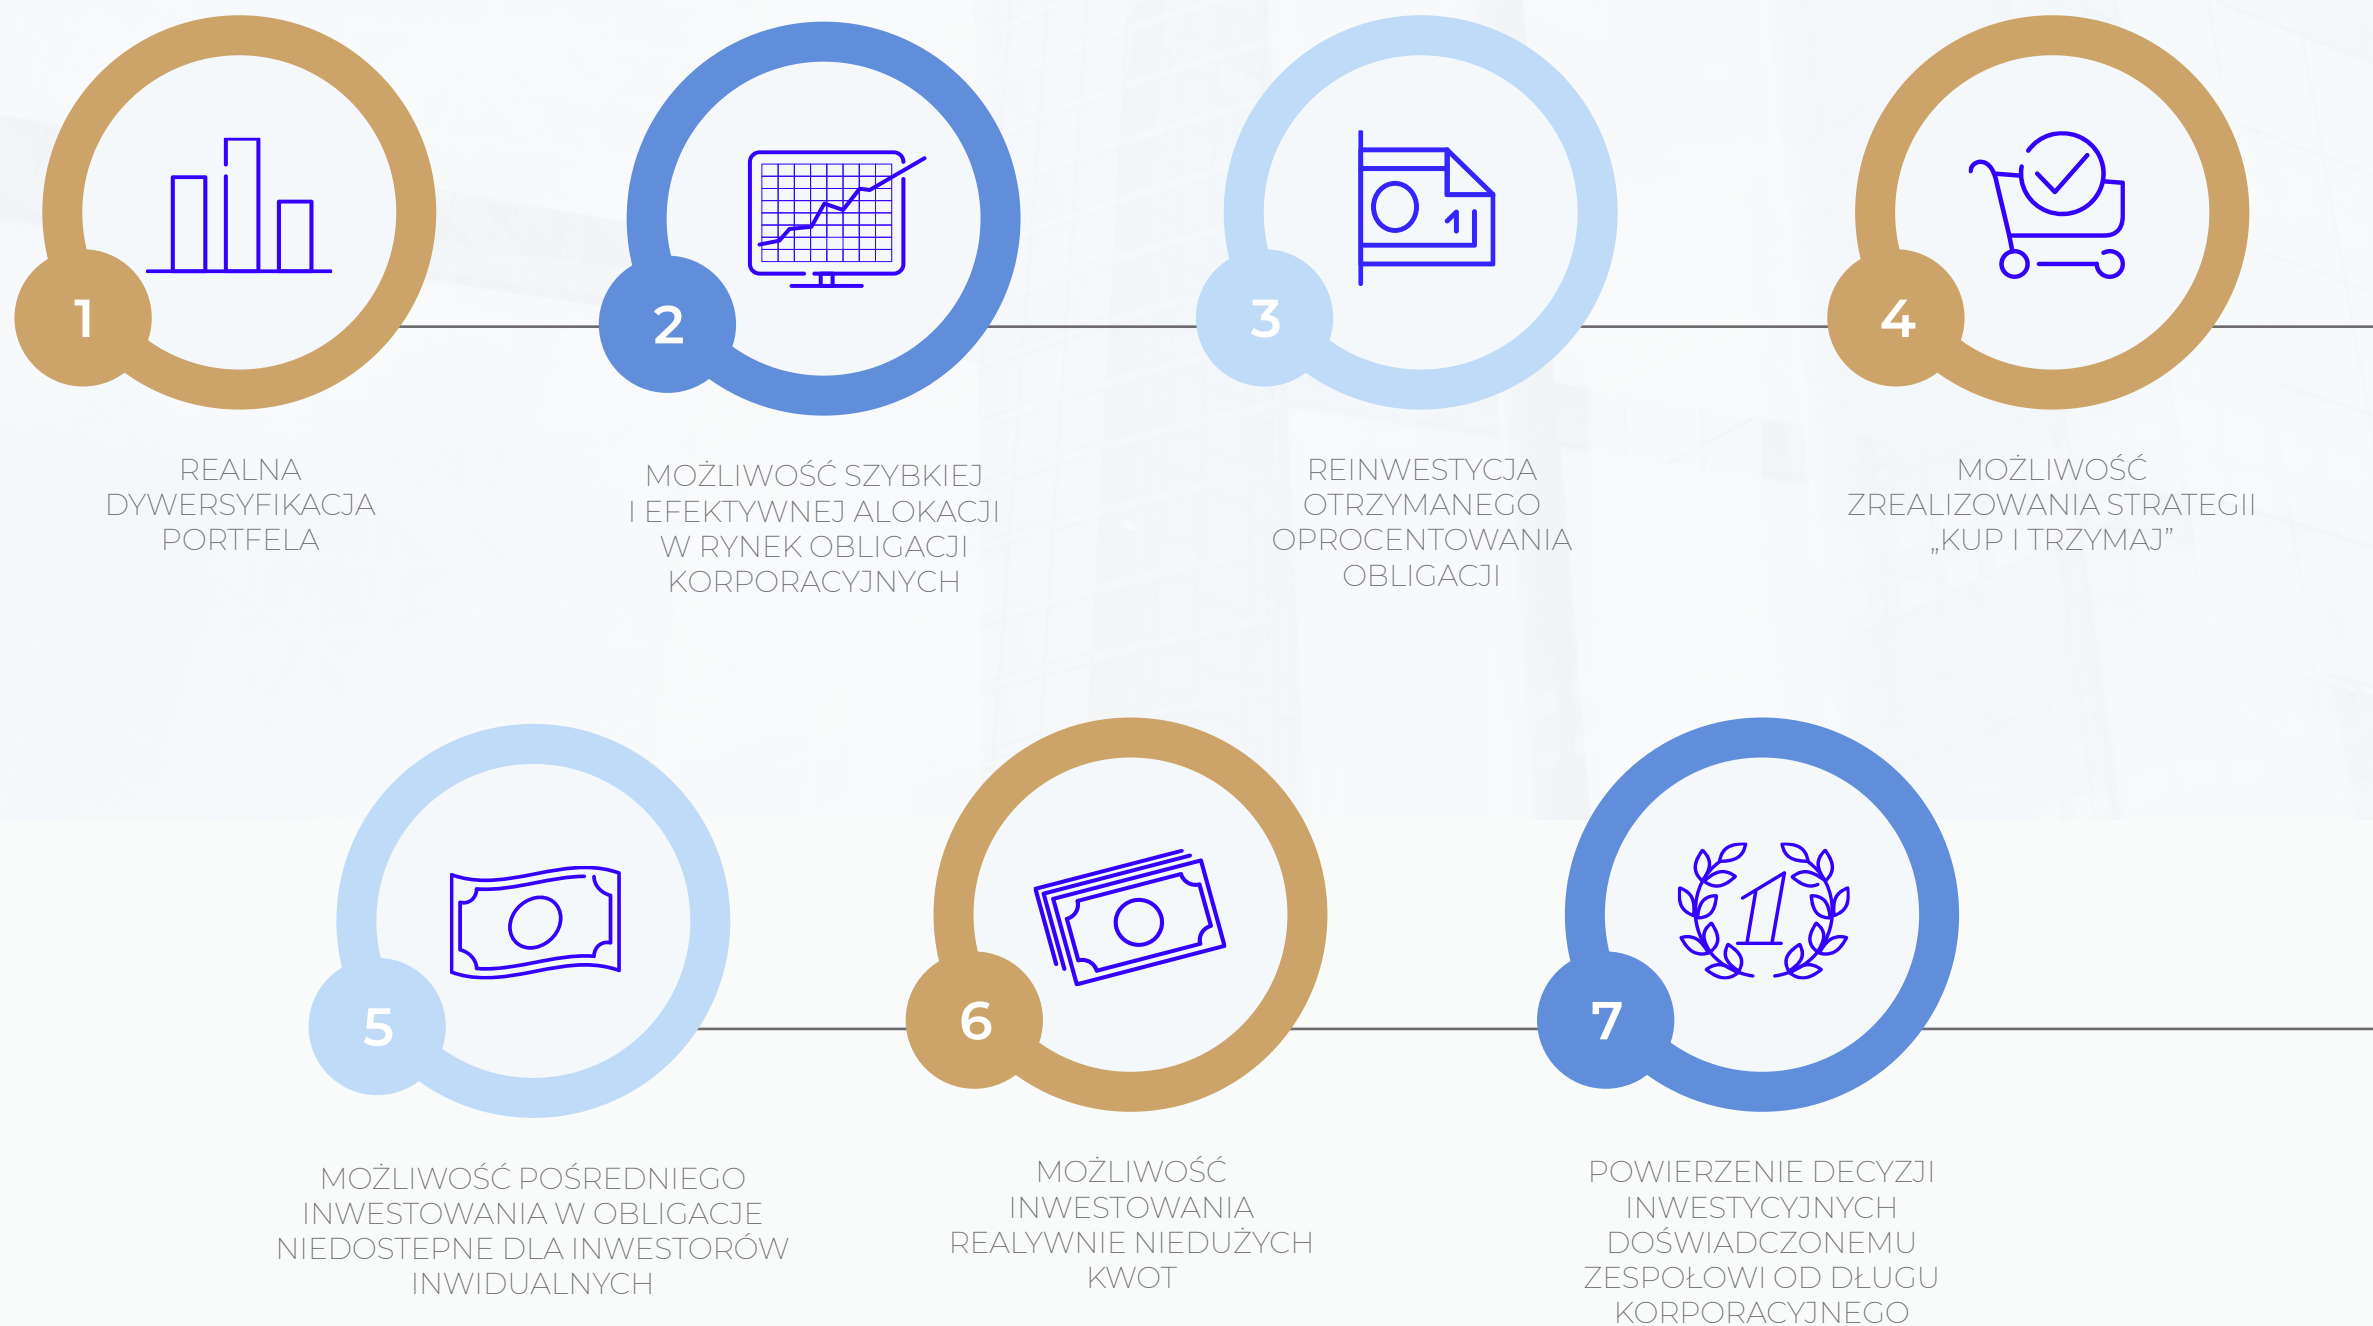 1
REALNA
DYWERSYFIKACJA
PORTFELA
2
MOŻLIWOŚĆ SZYBKIEJ
I EFEKTYWNEJ ALOKACJI
W RYNEK OBLIGACJI
KORPORACYJNYCH
3
REINWESTYCJA
OTRZYMANEGO
OPROCENTOWANIA
OBLIGACJI
4
MOŻLIWOŚĆ
ZREALIZOWANIA STRATEGII
„KUP I TRZYMAJ”
5
MOŻLIWOŚĆ POŚREDNIEGO
INWESTOWANIA W OBLIGACJE
NIEDOSTEPNE DLA INWESTORÓW
INWIDUALNYCH
6
MOŻLIWOŚĆ
INWESTOWANIA
REALYWNIE NIEDUŻYCH
KWOT
7
POWIERZENIE DECYZJI
INWESTYCYJNYCH
DOŚWIADCZONEMU
ZESPOŁOWI OD DŁUGU
KORPORACYJNEGO